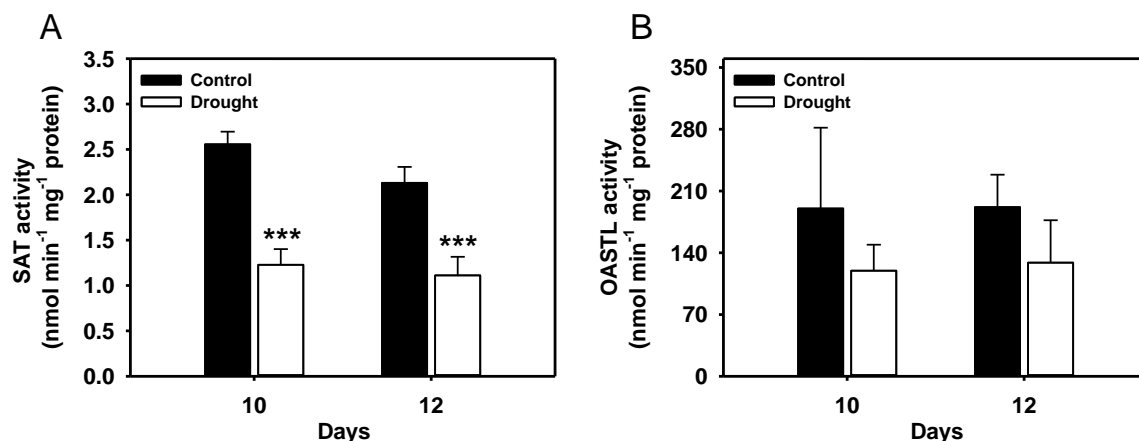 A
SAT activity
(nmol min⁻¹ mg⁻¹ protein)
3.5
3.0
2.5
2.0
1.5
1.0
0.5
0.0
Control
Drought
***
***
10
12
Days
B
OASTL activity
(nmol min⁻¹ mg⁻¹ protein)
350
280
210
140
70
0
Control
Drought
10
12
Days